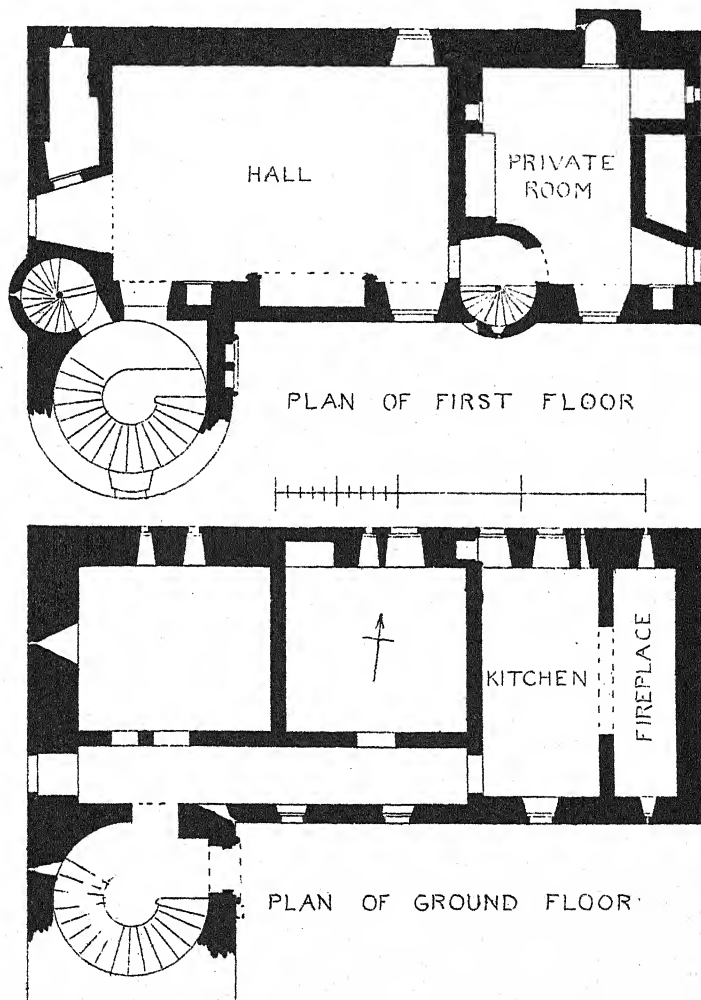 HALL
PRIVATE
ROOM
PLAN OF FIRST FLOOR
KITCHEN
FIREPLACE
PLAN OF GROUND FLOOR